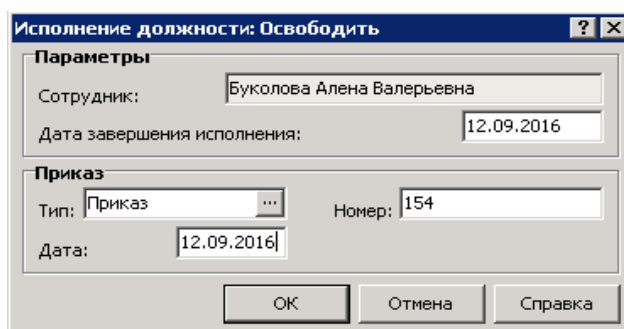 Исполнение должности: Освободить ? X
Параметры
Сотрудник: Буколова Алена Валерьевна
Дата завершения исполнения: 12.09.2016
Приказ
Тип: Приказ ... Номер: 154
Дата: 12.09.2016
ОК Отмена Справка